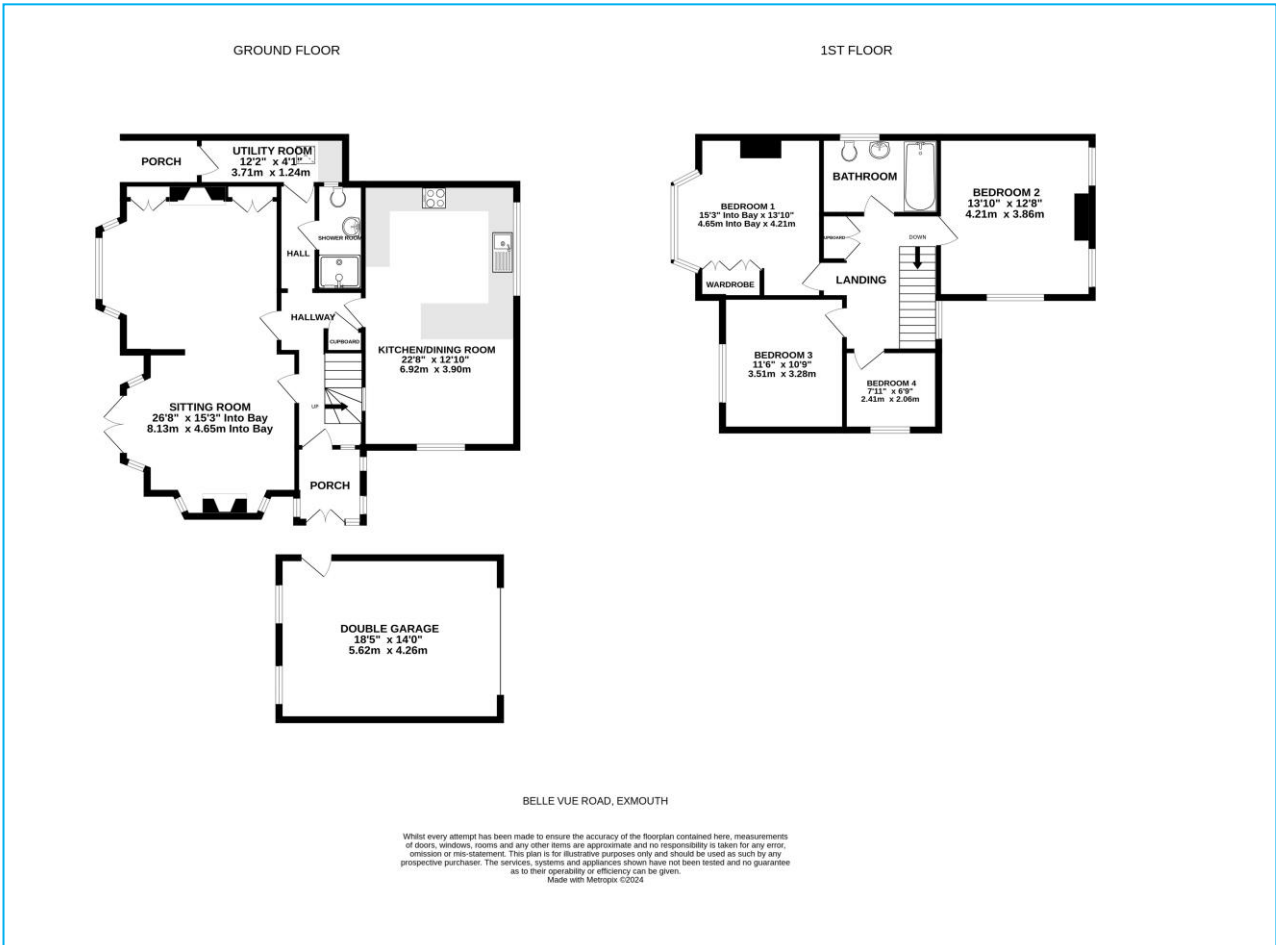 GROUND FLOOR
PORCH
UTILITY ROOM
12'2" x 4'1"
3.71m x 1.24m
SHOWER ROOM
HALL
HALLWAY
CUPBOARD
KITCHEN/DINING ROOM
22'8" x 12'10"
6.92m x 3.90m
UP
SITTING ROOM
26'8" x 15'3" Into Bay
8.13m x 4.65m Into Bay
PORCH
DOUBLE GARAGE
18'5" x 14'0"
5.62m x 4.26m
1ST FLOOR
BATHROOM
BEDROOM 1
15'3" Into Bay x 13'10"
4.65m Into Bay x 4.21m
WARDROBE
BEDROOM 2
13'10" x 12'8"
4.21m x 3.86m
UPBOARD
DOWN
LANDING
BEDROOM 3
11'6" x 10'9"
3.51m x 3.28m
BEDROOM 4
7'11" x 6'9"
2.41m x 2.06m
BELLE VUE ROAD, EXMOUTH
Whilst every attempt has been made to ensure the accuracy of the floorplan contained here, measurements
of doors, windows, rooms and any other items are approximate and no responsibility is taken for any error,
omission or mis-statement. This plan is for illustrative purposes only and should be used as such by any
prospective purchaser. The services, systems and appliances shown have not been tested and no guarantee
as to their operability or efficiency can be given.
Made with Metropix ©2024